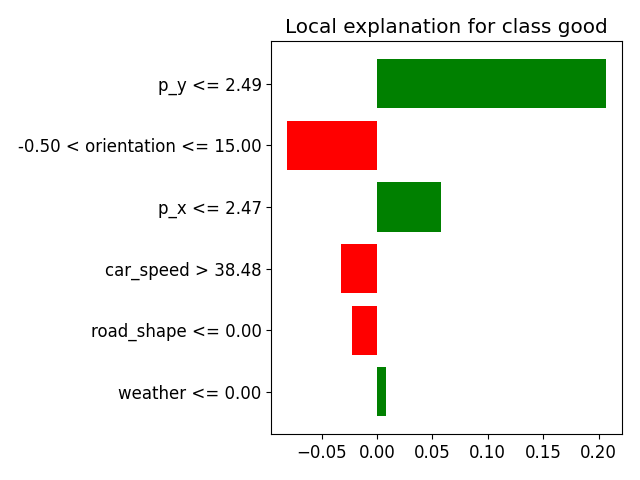 Local explanation for class good
p_y <= 2.49
-0.50 < orientation <= 15.00
p_x <= 2.47
car_speed > 38.48
road_shape <= 0.00
weather <= 0.00
−0.05 0.00 0.05 0.10 0.15 0.20